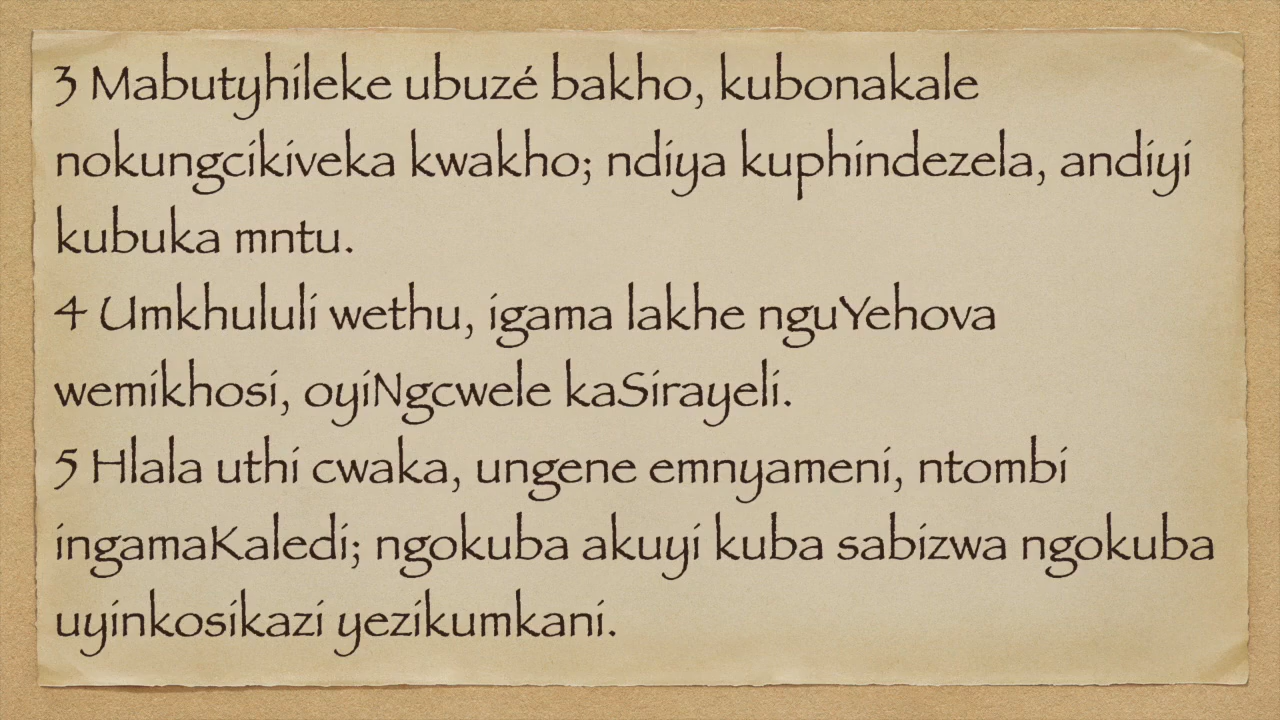 3 Mabutyhileke ubuzé bakho, kubonakale
nokungcikiveka kwakho; ndiya kuphindezela, andiyi
kubuka mntu.
4 Umkhululi wethu, igama lakhe nguYehova
wemikhosi, oyiNgcwele kaSirayeli.
5 Hlala uthi cwaka, ungene emnyameni, ntombi
ingamaKaledi; ngokuba akuyi kuba sabizwa ngokuba
uyinkosikazi yezikumkani.